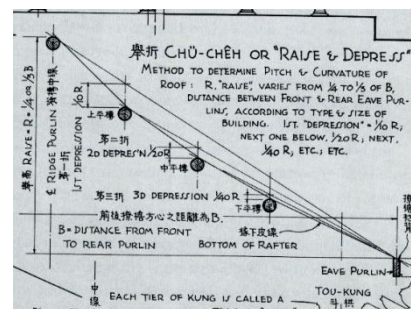 舉折 CHÜ-CHÊH OR "RAISE & DEPRESS"
METHOD TO DETERMINE PITCH & CURVATURE
OF ROOF: R, "RAISE", VARIES FROM ¼ TO ⅓ OF B,
DISTANCE BETWEEN FRONT & REAR EAVE PUR-
LINS, ACCORDING TO TYPE & SIZE OF
BUILDING. 1ST. "DEPRESSION" = 1/10 R;
NEXT ONE BELOW, 1/20 R; NEXT,
1/40 R, ETC.; ETC.
舉高 RAISE = R = ¼ OR ⅓ B
℄ RIDGE PURLIN
第一折
1ST. DEPRESSION 1/10 R
上平槫
第二折
2D DEPRES'N 1/20R
中平槫
第三折 3D DEPRESSION 1/40R
下平槫
前後撩檐方心之距離為B.
B = DISTANCE FROM FRONT
TO REAR PURLIN
椽下皮線
BOTTOM OF RAFTER
EAVE PURLIN
中線
EACH TIER OF KUNG IS CALLED A
TOU-KUNG
斗栱